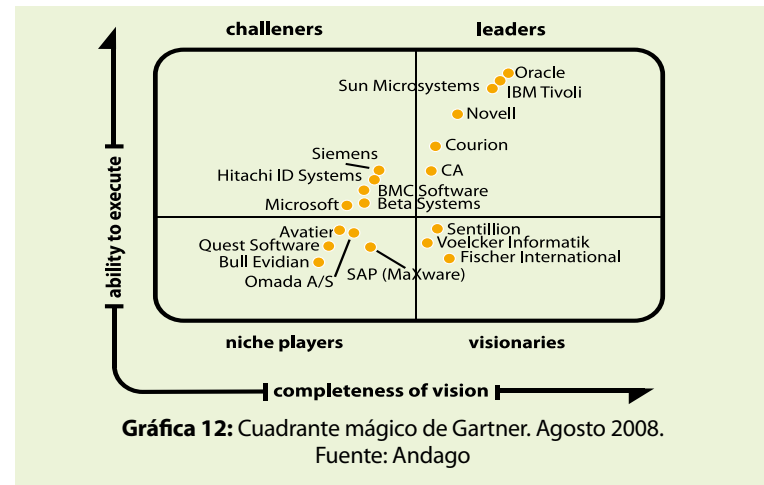 challeners
leaders
Oracle
Sun Microsystems
IBM Tivoli
Novell
Courion
Siemens
CA
Hitachi ID Systems
BMC Software
Microsoft
Beta Systems
ability to execute
Avatier
Sentillion
Quest Software
Voelcker Informatik
Bull Evidian
Fischer International
Omada A/S
SAP (MaXware)
niche players
visionaries
completeness of vision
Gráfica 12: Cuadrante mágico de Gartner. Agosto 2008.
Fuente: Andago